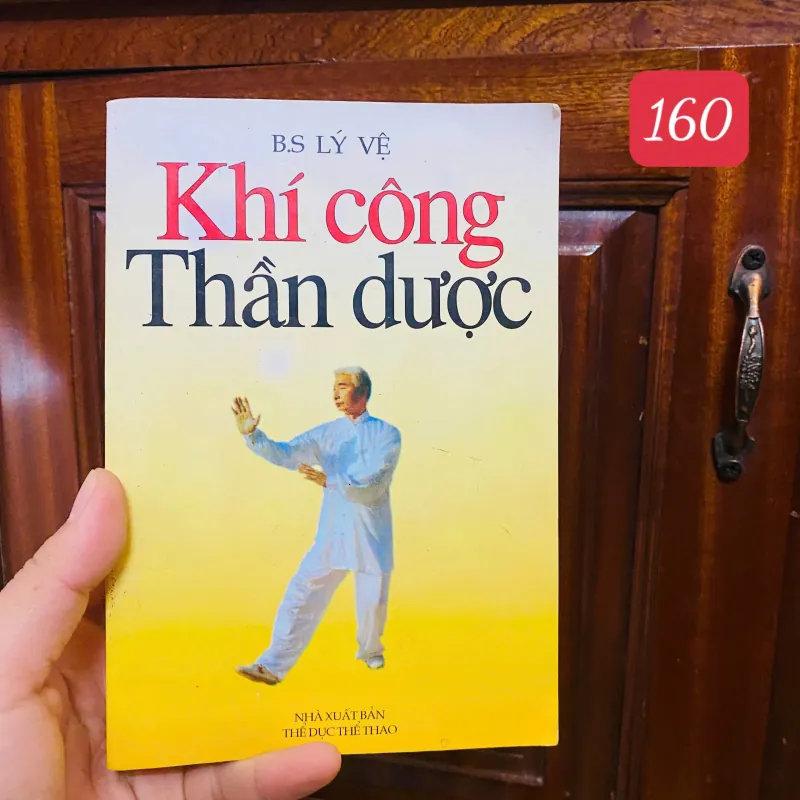 160
B.S LÝ VỆ
Khí công
Thần dược
NHÀ XUẤT BẢN
THỂ DỤC THỂ THAO